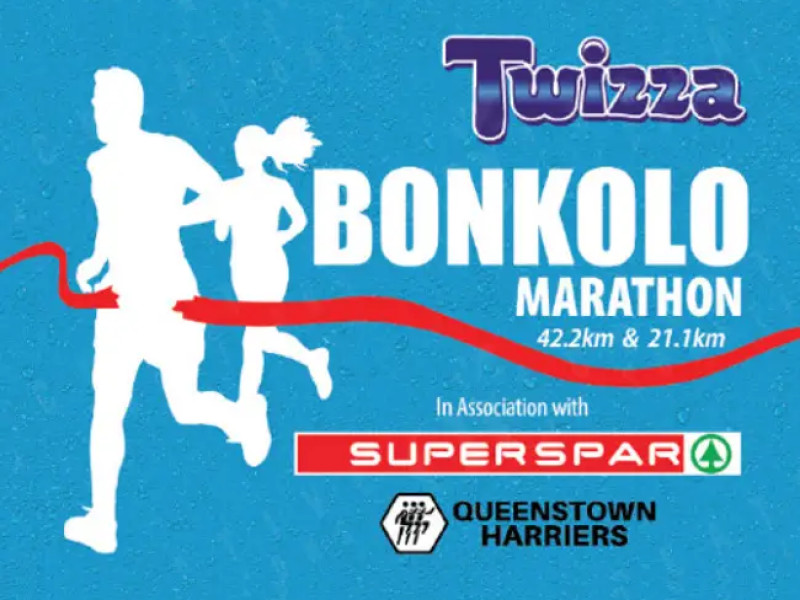 Twizza
BONKOLO
MARATHON
42.2km & 21.1km
In Association with
SUPERSPAR
QUEENSTOWN
HARRIERS